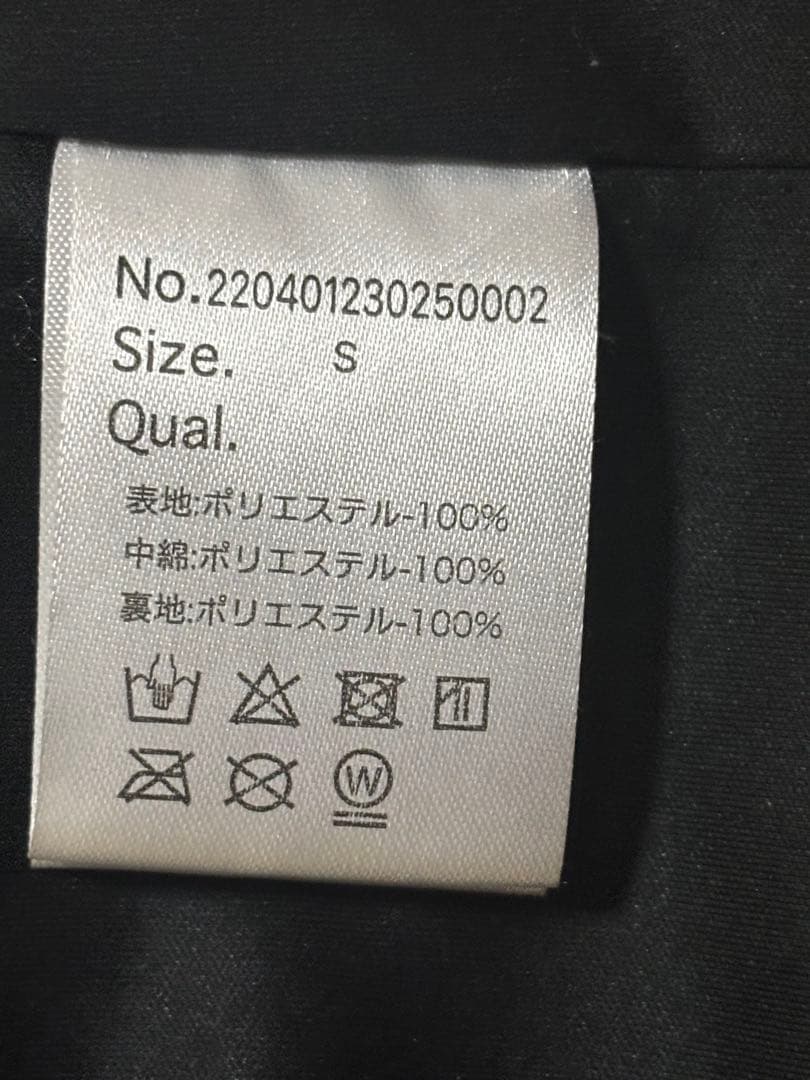 No.220401230250002
Size. S
Qual.
表地:ポリエステル-100%
中綿:ポリエステル-100%
裏地:ポリエステル-100%
W